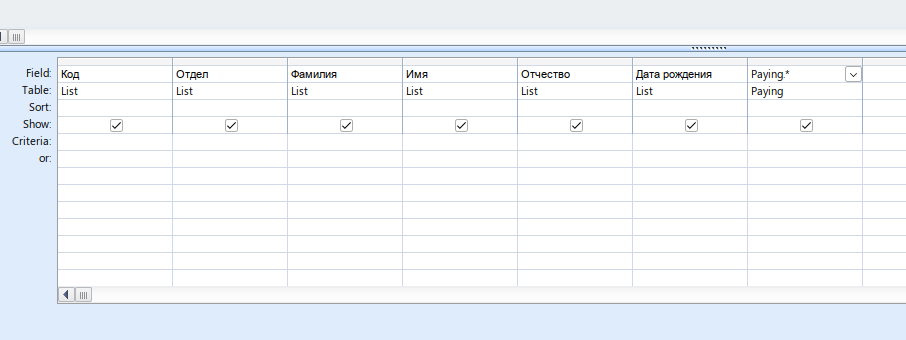 Field: Код Отдел Фамилия Имя Отчество Дата рождения Paying.*
Table: List List List List List List Paying
Sort:
Show:
Criteria:
or: